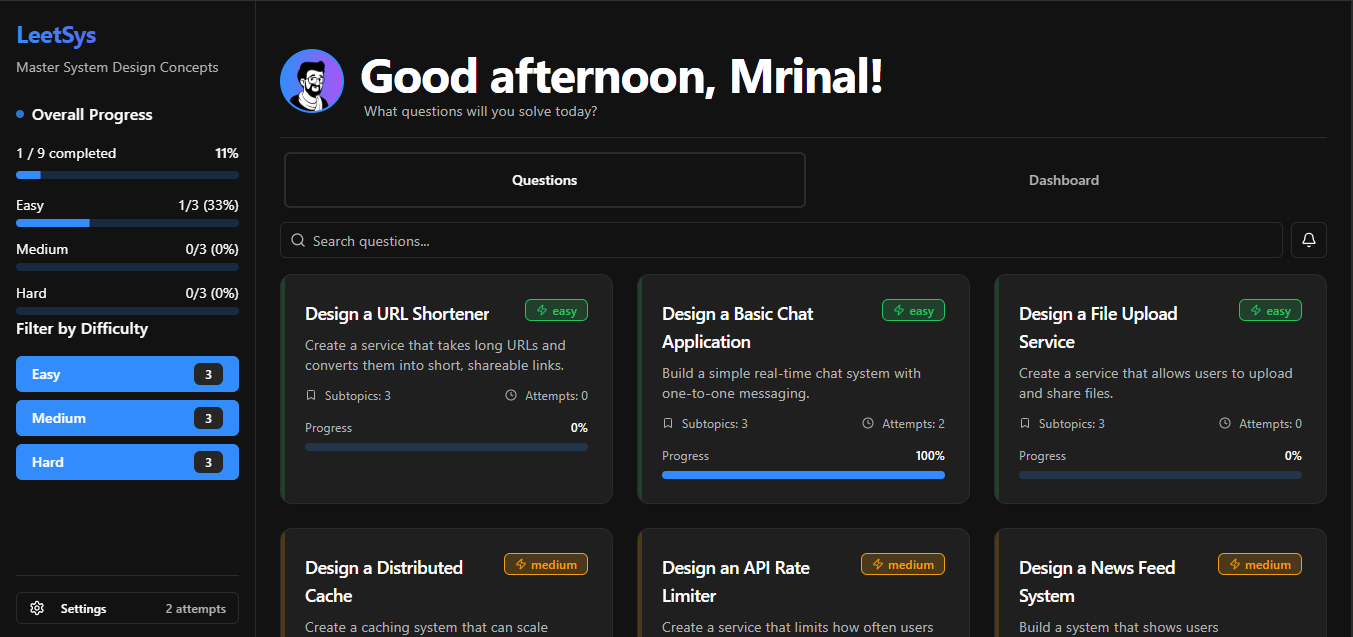 LeetSys
Master System Design Concepts
Overall Progress
1 / 9 completed 11%
Easy 1/3 (33%)
Medium 0/3 (0%)
Hard 0/3 (0%)
Filter by Difficulty
Easy 3
Medium 3
Hard 3
Settings 2 attempts
Good afternoon, Mrinal!
What questions will you solve today?
Questions
Dashboard
Search questions...
Design a URL Shortener
easy
Create a service that takes long URLs and
converts them into short, shareable links.
Subtopics: 3 Attempts: 0
Progress 0%
Design a Basic Chat
Application
easy
Build a simple real-time chat system with
one-to-one messaging.
Subtopics: 3 Attempts: 2
Progress 100%
Design a File Upload
Service
easy
Create a service that allows users to upload
and share files.
Subtopics: 3 Attempts: 0
Progress 0%
Design a Distributed
Cache
medium
Create a caching system that can scale
Design an API Rate
Limiter
medium
Create a service that limits how often users
Design a News Feed
System
medium
Build a system that shows users